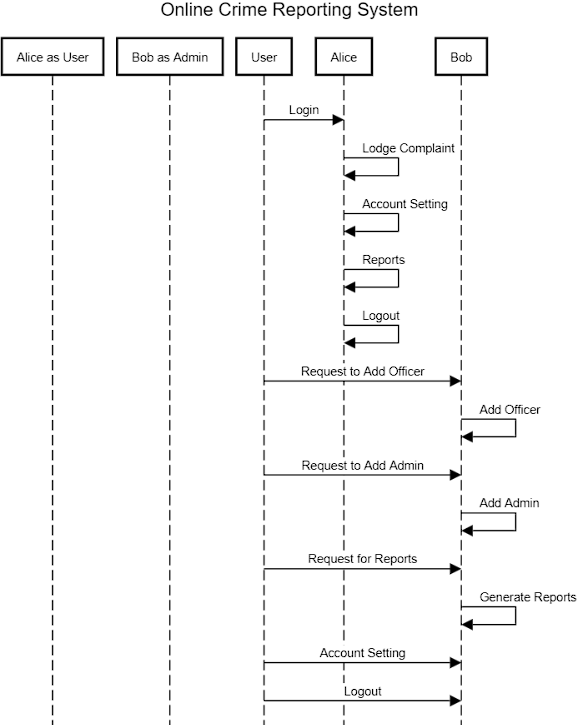 Online Crime Reporting System
Alice as User
Bob as Admin
User
Alice
Bob
Login
Lodge Complaint
Account Setting
Reports
Logout
Request to Add Officer
Add Officer
Request to Add Admin
Add Admin
Request for Reports
Generate Reports
Account Setting
Logout